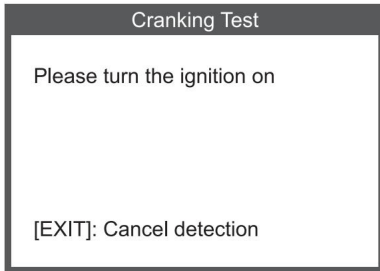 Cranking Test
Please turn the ignition on
[EXIT]: Cancel detection